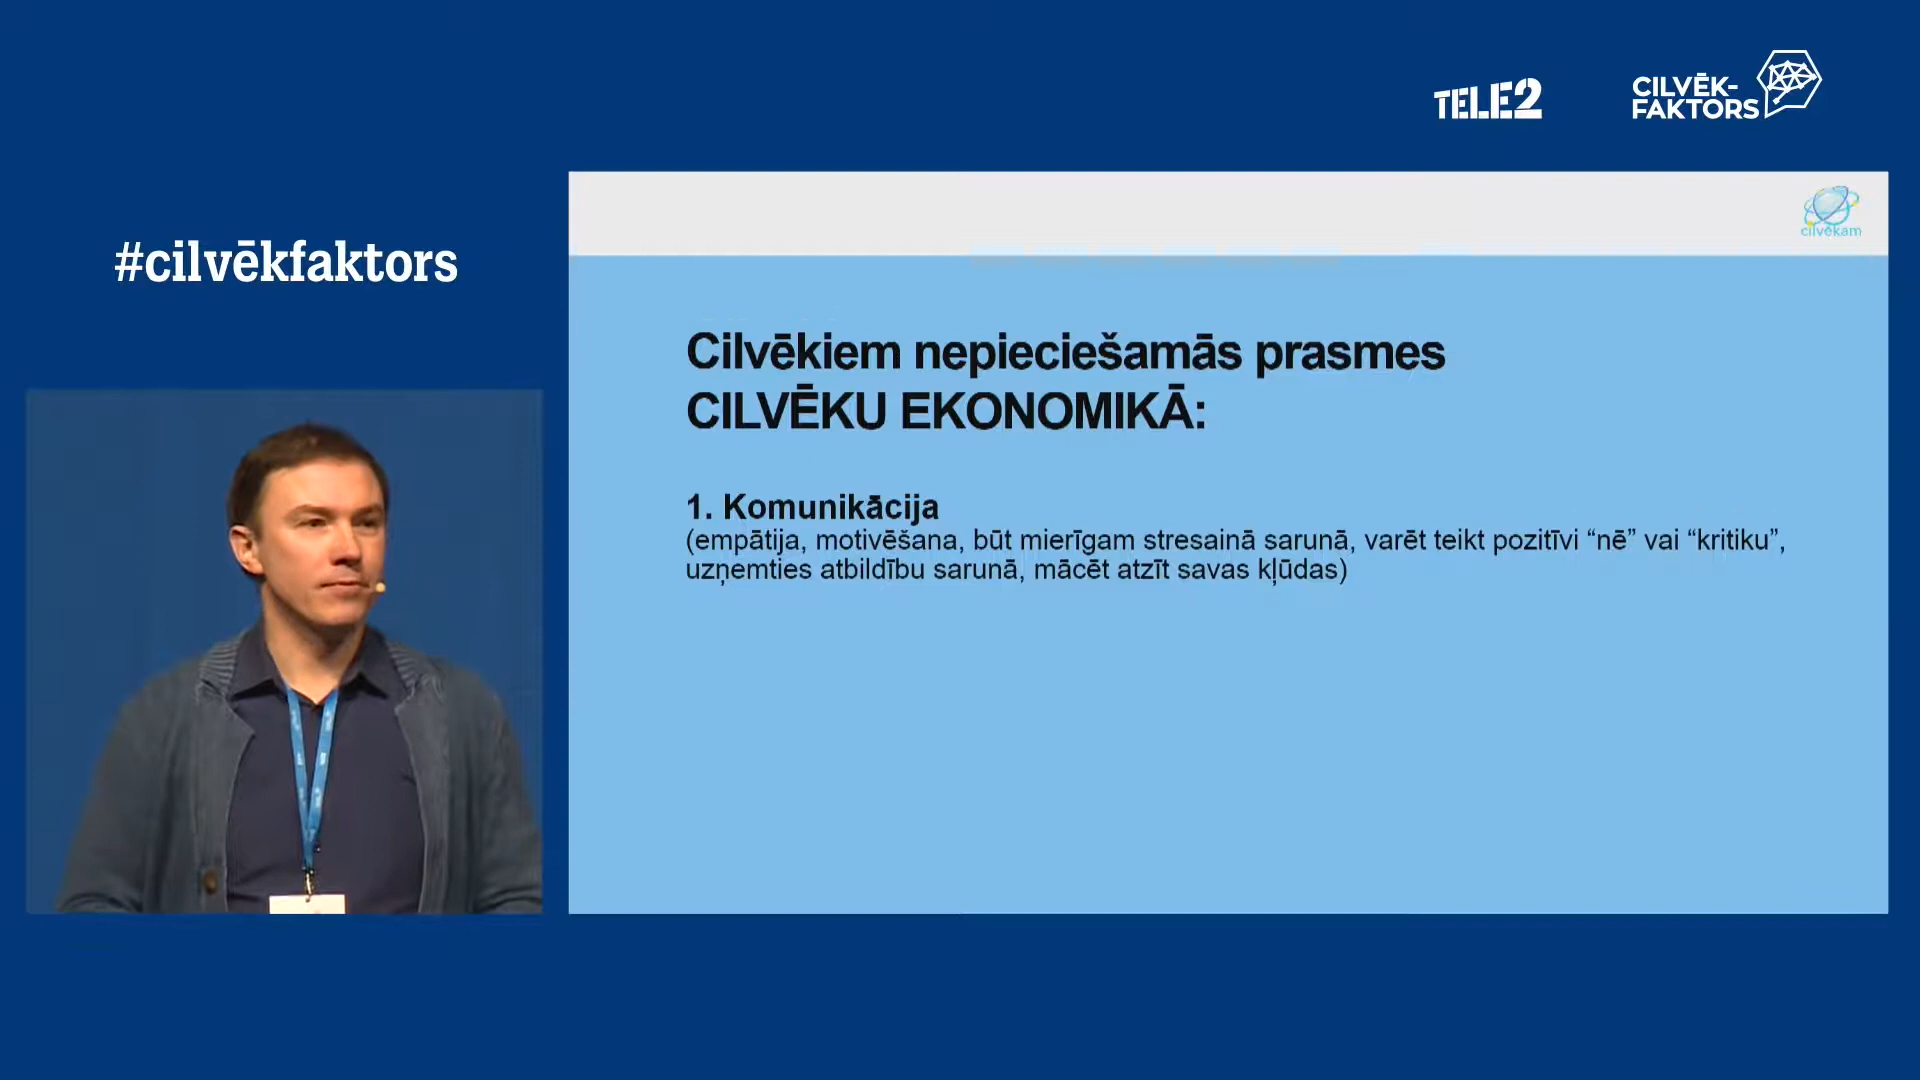 TELE2
CILVĒK-
FAKTORS
#cilvēkfaktors
cilvēkam
Cilvēkiem nepieciešamās prasmes
CILVĒKU EKONOMIKĀ:
1. Komunikācija
(empātija, motivēšana, būt mierīgam stresainā sarunā, varēt teikt pozitīvi “nē” vai “kritiku”,
uzņemties atbildību sarunā, mācēt atzīt savas kļūdas)